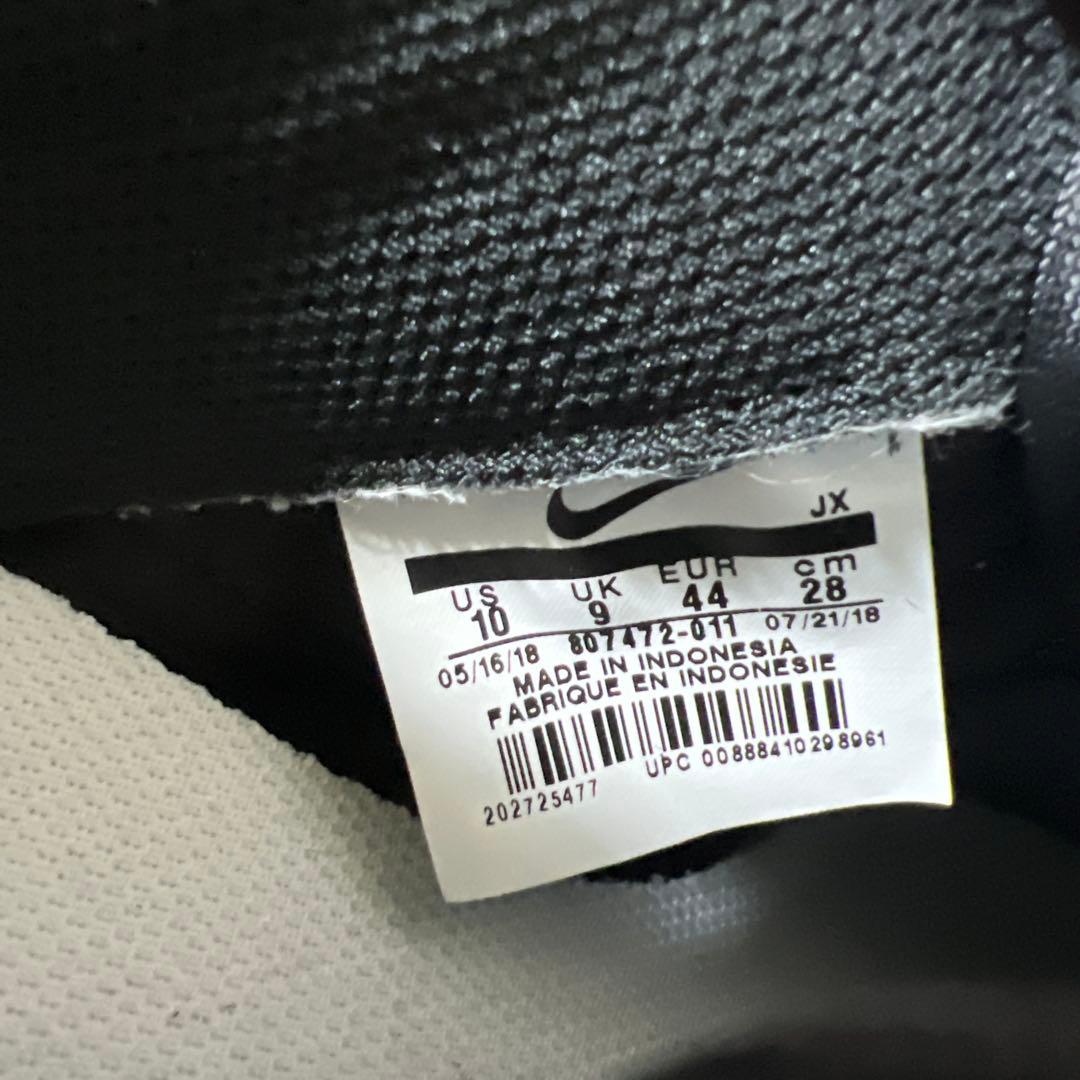 JX
US UK EUR cm
10 9 44 28
05/16/18 807472-011 07/21/18
MADE IN INDONESIA
FABRIQUE EN INDONESIE
202725477 UPC 00888410298961